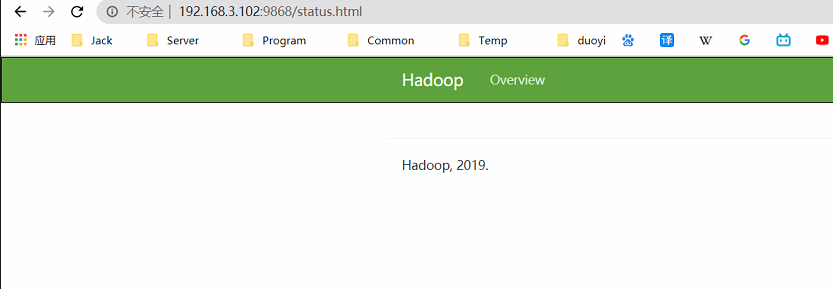 不安全 | 192.168.3.102:9868/status.html
应用 Jack Server Program Common Temp duoyi 译 W G
Hadoop Overview
Hadoop, 2019.